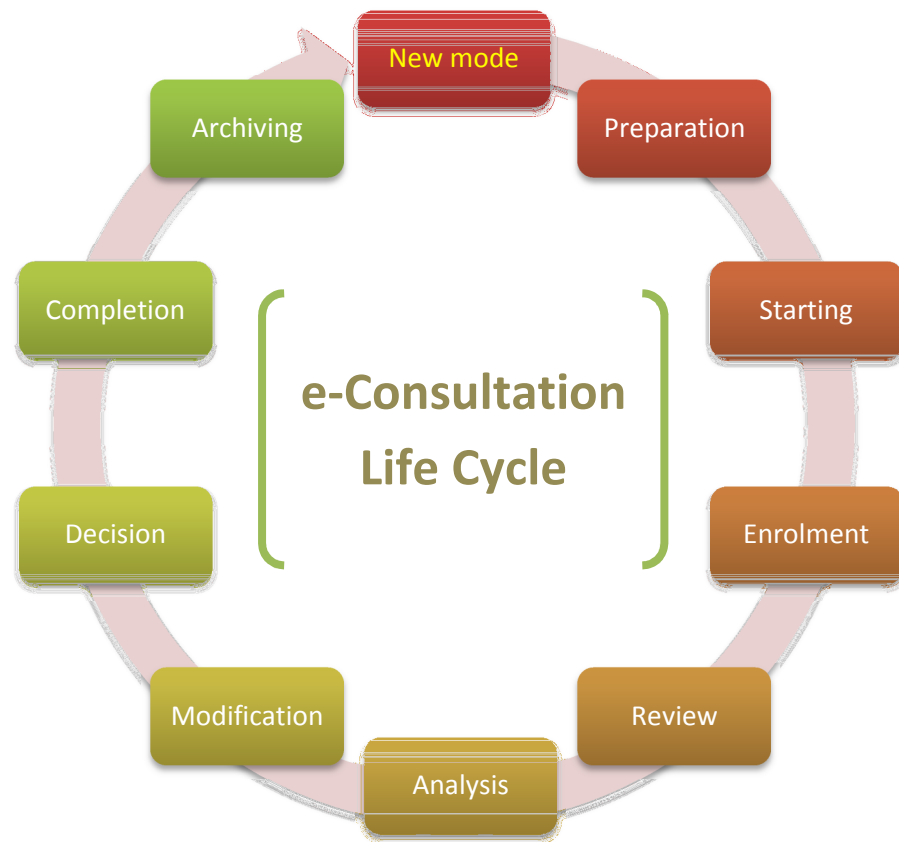 New mode
Preparation
Starting
Enrolment
Review
Analysis
Modification
Decision
Completion
Archiving
e-Consultation
Life Cycle